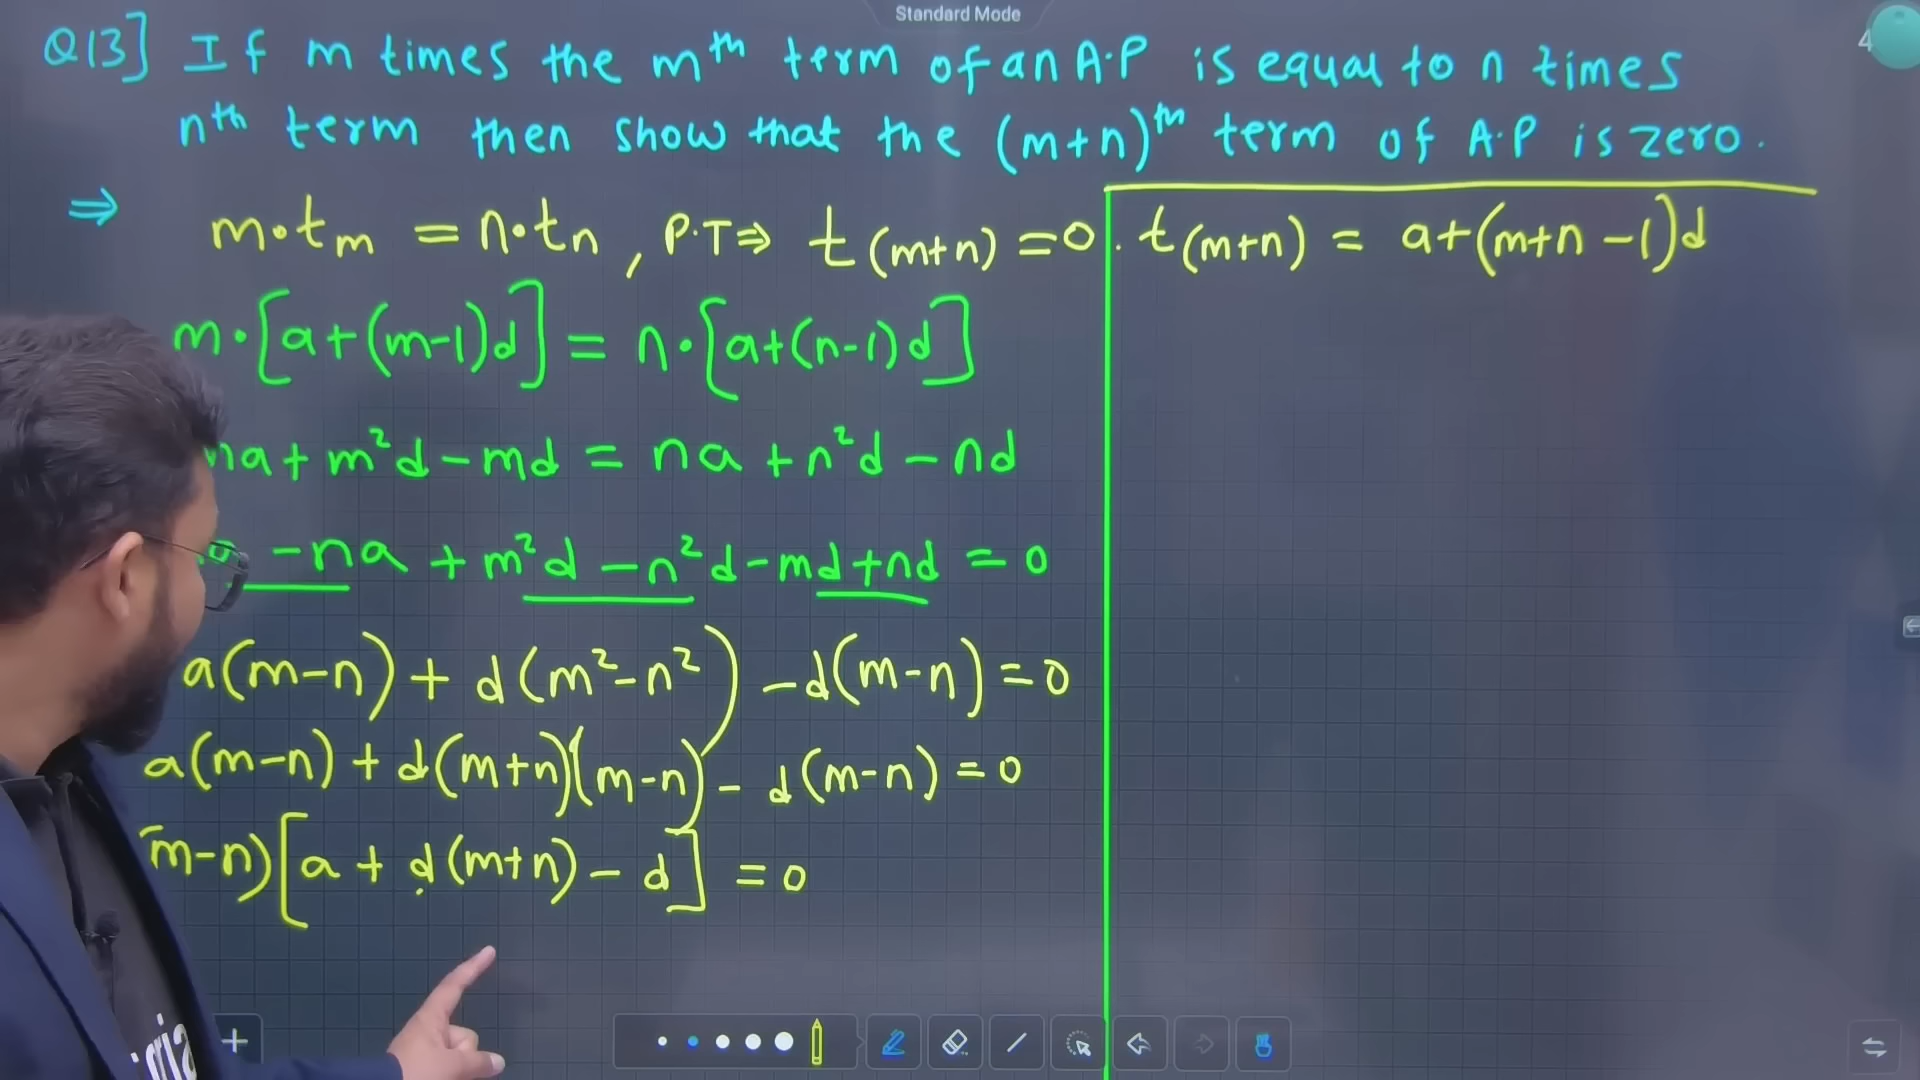 Standard Mode
4
Q13] If m times the mᵗʰ term of an A.P is equal to n times
nᵗʰ term then show that the (m+n)ᵗʰ term of A.P is zero.
⇒ m·tₘ = n·tₙ, P.T ⇒ t(m+n) = 0.
m·[a+(m-1)d] = n·[a+(n-1)d]
a + m²d - md = na + n²d - nd
-na + m²d - n²d - md + nd = 0
a(m-n) + d(m²-n²) - d(m-n) = 0
a(m-n) + d(m+n)(m-n) - d(m-n) = 0
m-n)[a + d(m+n) - d] = 0
t(m+n) = a+(m+n-1)d